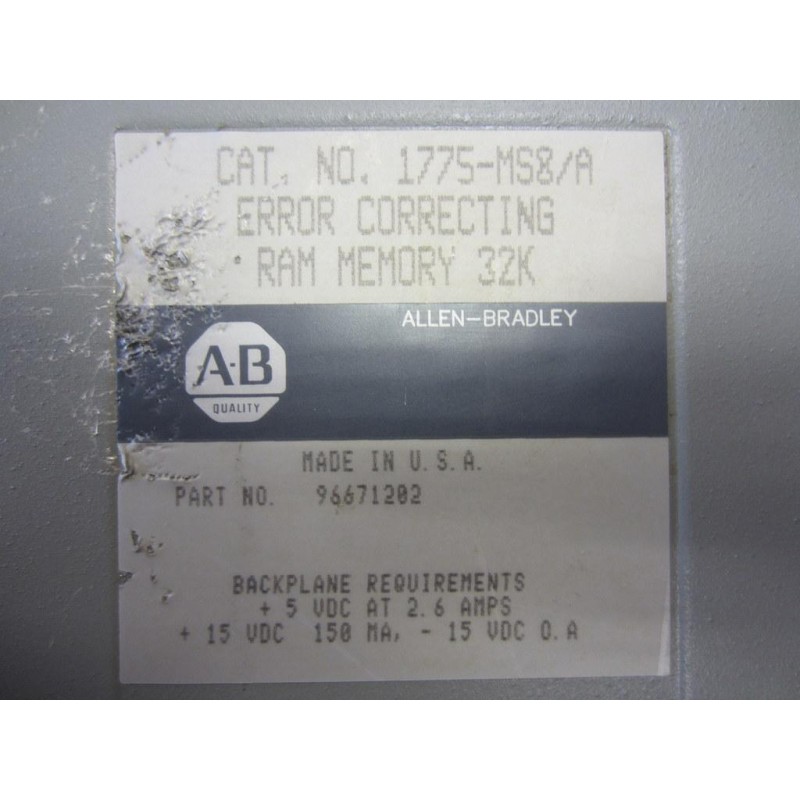 CAT. NO. 1775-MS8/A
ERROR CORRECTING
RAM MEMORY 32K
ALLEN-BRADLEY
A-B
QUALITY
MADE IN U.S.A.
PART NO. 96671202
BACKPLANE REQUIREMENTS
+ 5 VDC AT 2.6 AMPS
+ 15 VDC 150 MA, - 15 VDC 0.A